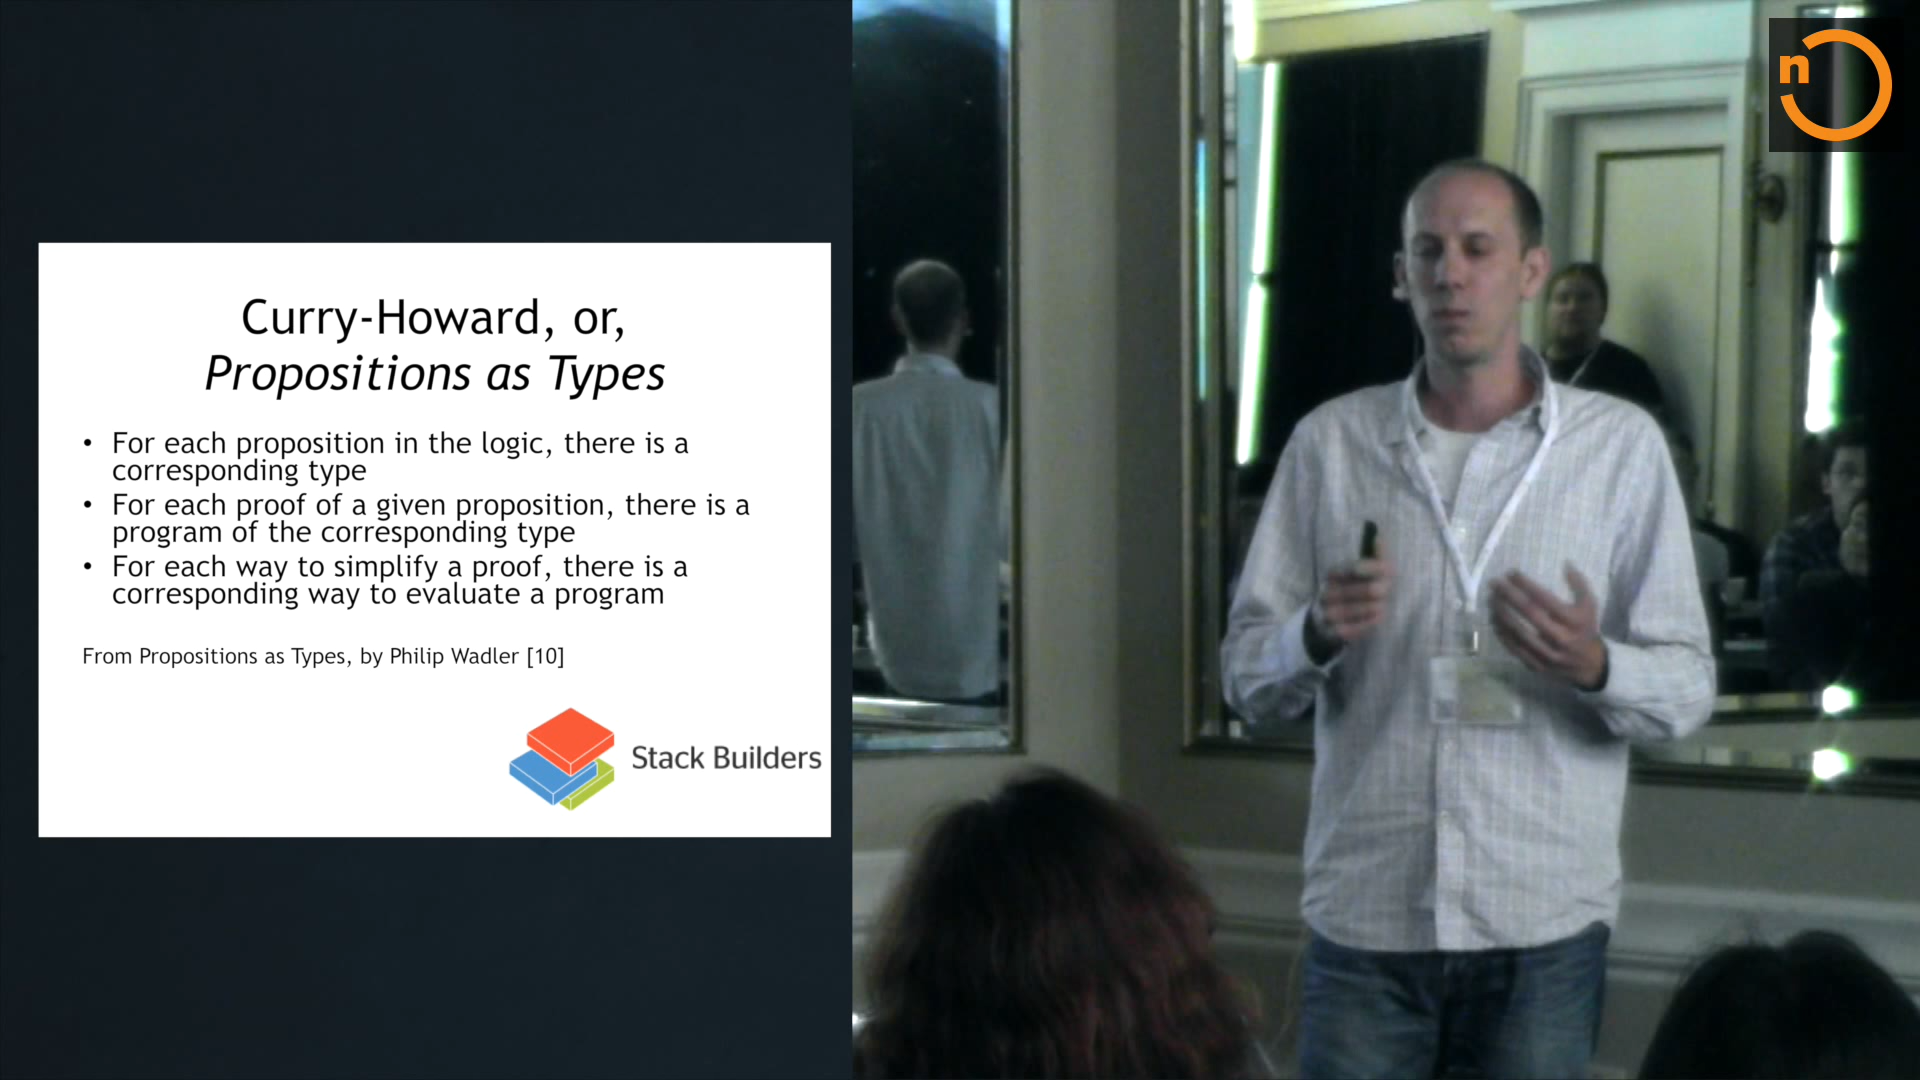 n
Curry-Howard, or,
Propositions as Types
• For each proposition in the logic, there is a
corresponding type
• For each proof of a given proposition, there is a
program of the corresponding type
• For each way to simplify a proof, there is a
corresponding way to evaluate a program
From Propositions as Types, by Philip Wadler [10]
Stack Builders